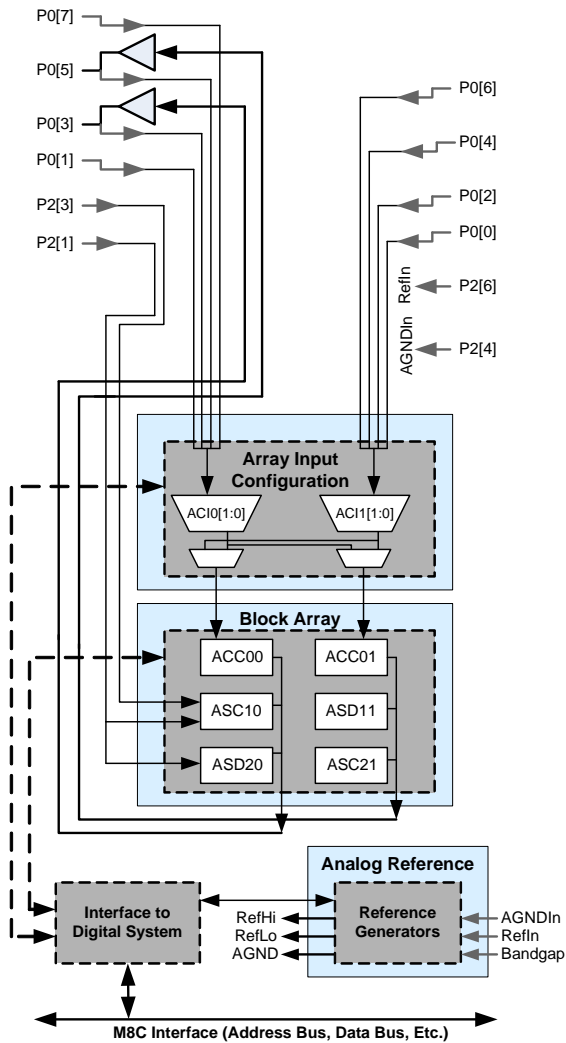 P0[7]
P0[5]
P0[3]
P0[1]
P2[3]
P2[1]
P0[6]
P0[4]
P0[2]
P0[0]
P2[6]
RefIn
P2[4]
AGNDIn
Array Input
Configuration
ACI0[1:0]
ACI1[1:0]
Block Array
ACC00
ACC01
ASC10
ASD11
ASD20
ASC21
Analog Reference
Interface to
Digital System
RefHi
RefLo
AGND
Reference
Generators
AGNDIn
RefIn
Bandgap
M8C Interface (Address Bus, Data Bus, Etc.)